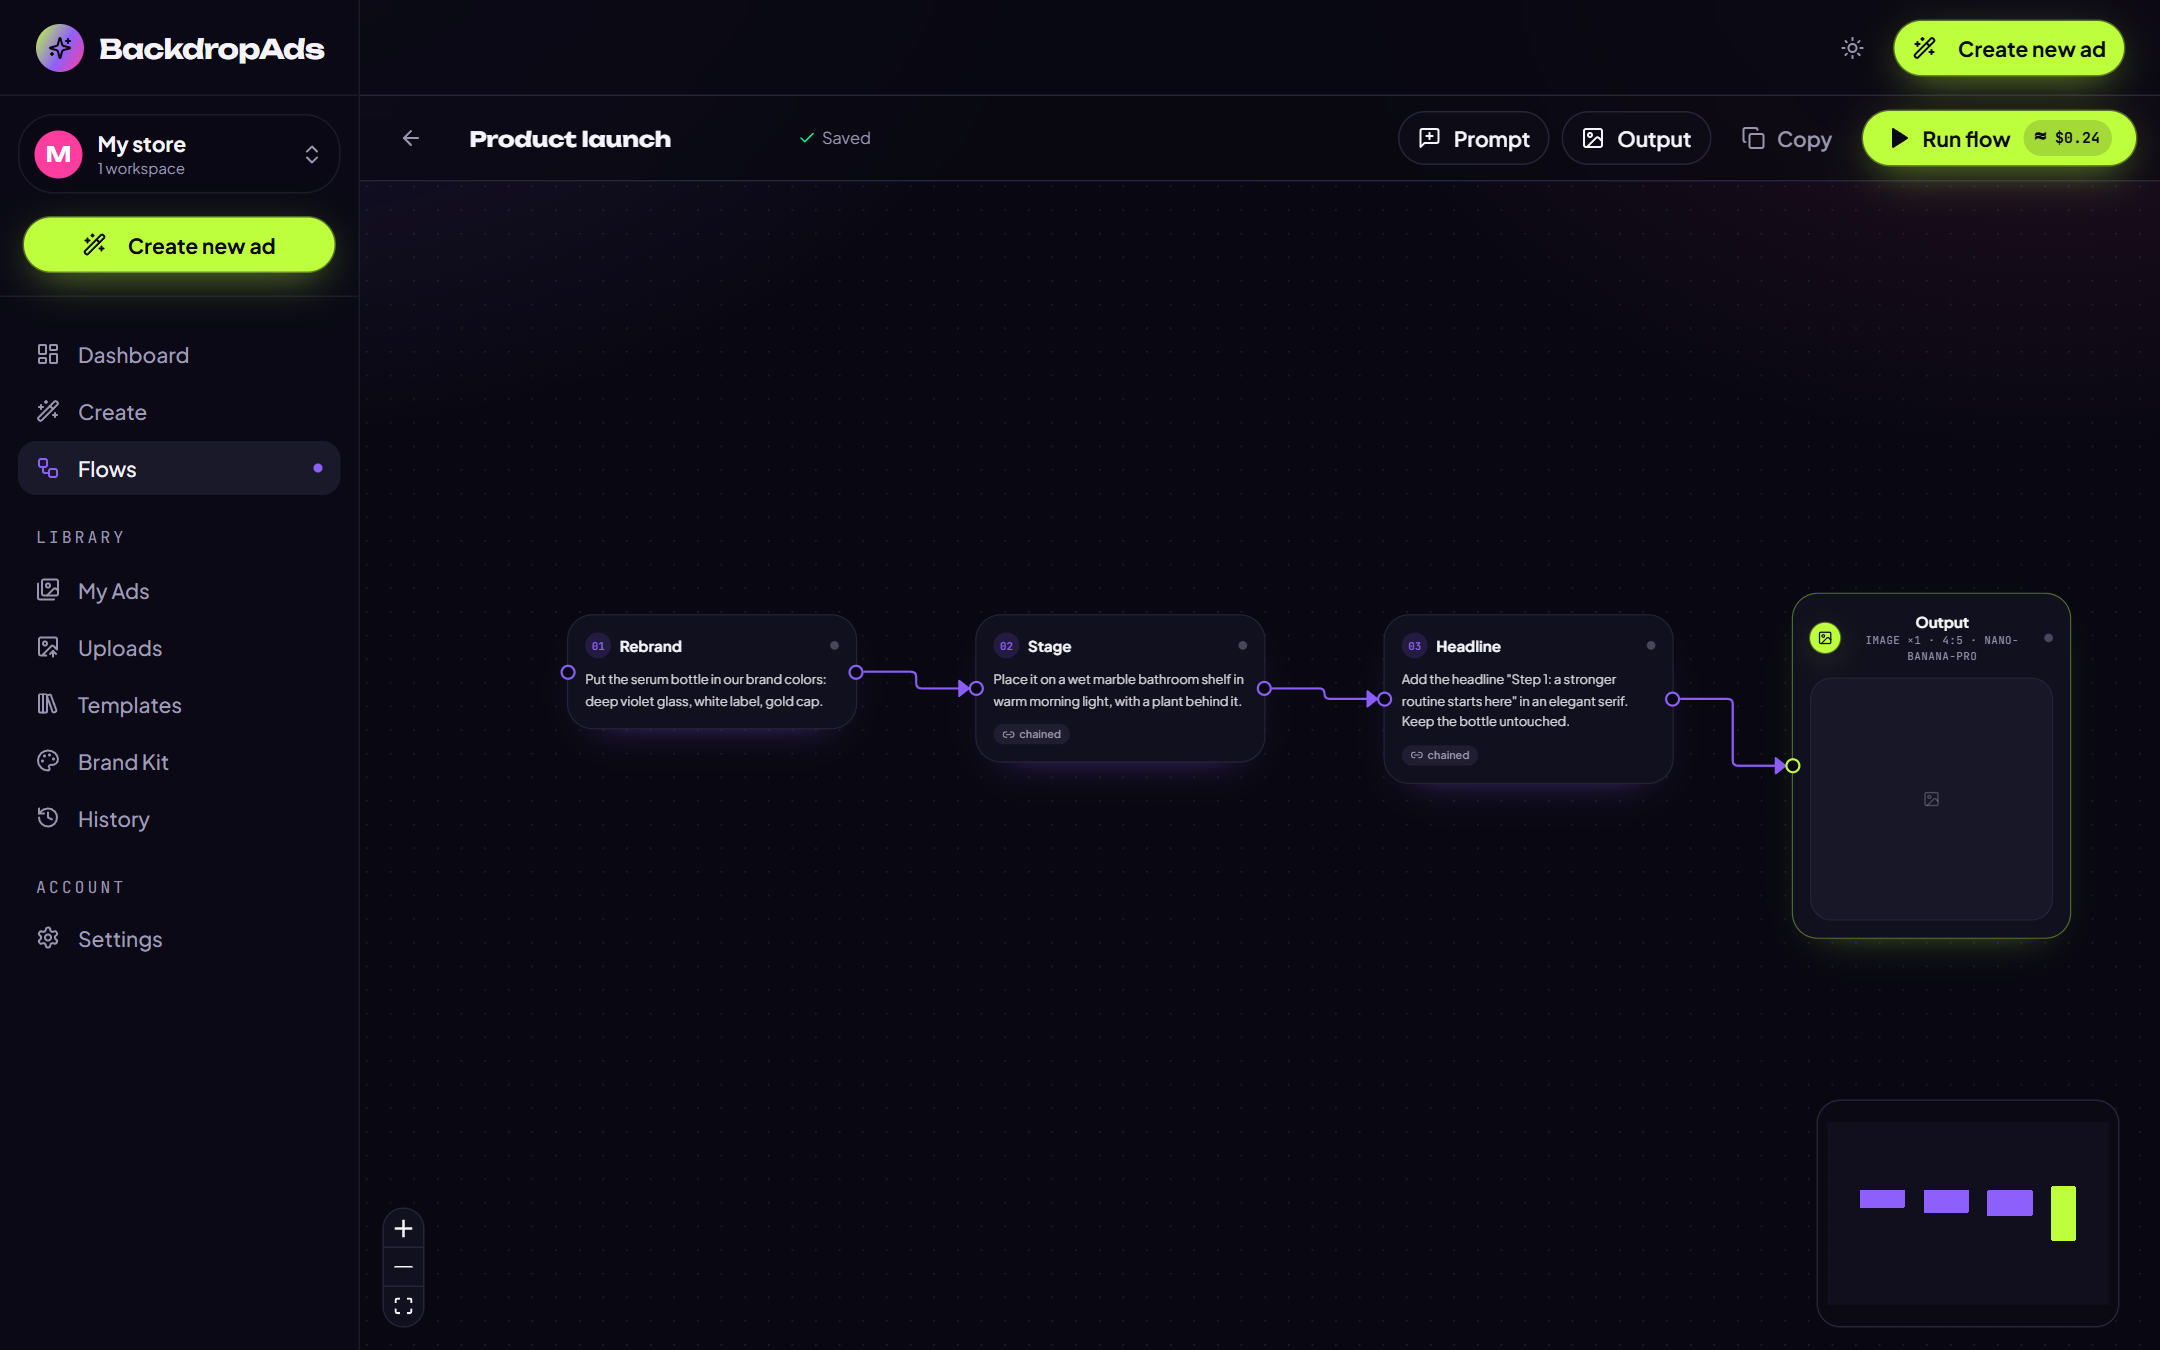 BackdropAds
Create new ad
M
My store
1 workspace
Create new ad
Dashboard
Create
Flows
LIBRARY
My Ads
Uploads
Templates
Brand Kit
History
ACCOUNT
Settings
Product launch
Saved
Prompt
Output
Copy
Run flow
≈ $0.24
01 Rebrand
Put the serum bottle in our brand colors:
deep violet glass, white label, gold cap.
02 Stage
Place it on a wet marble bathroom shelf in
warm morning light, with a plant behind it.
chained
03 Headline
Add the headline "Step 1: a stronger
routine starts here" in an elegant serif.
Keep the bottle untouched.
chained
Output
IMAGE ×1 · 4:5 · NANO-
BANANA-PRO